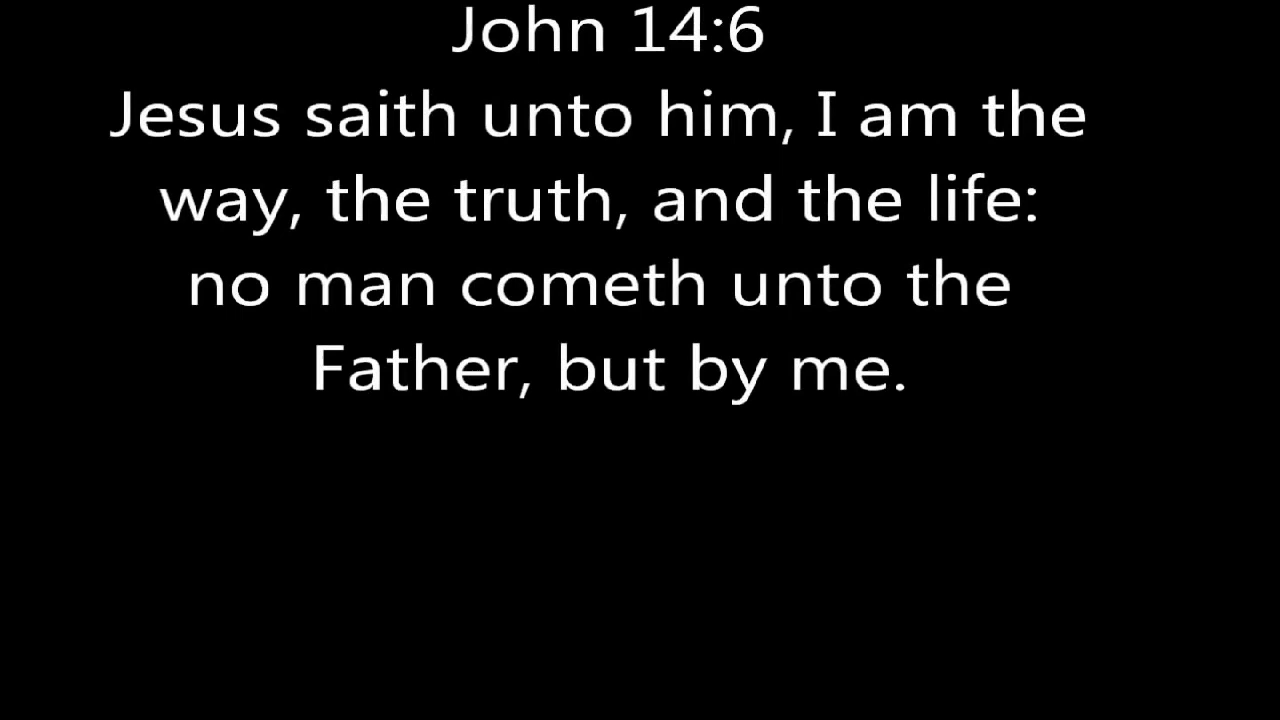 John 14:6
Jesus saith unto him, I am the
way, the truth, and the life:
no man cometh unto the
Father, but by me.